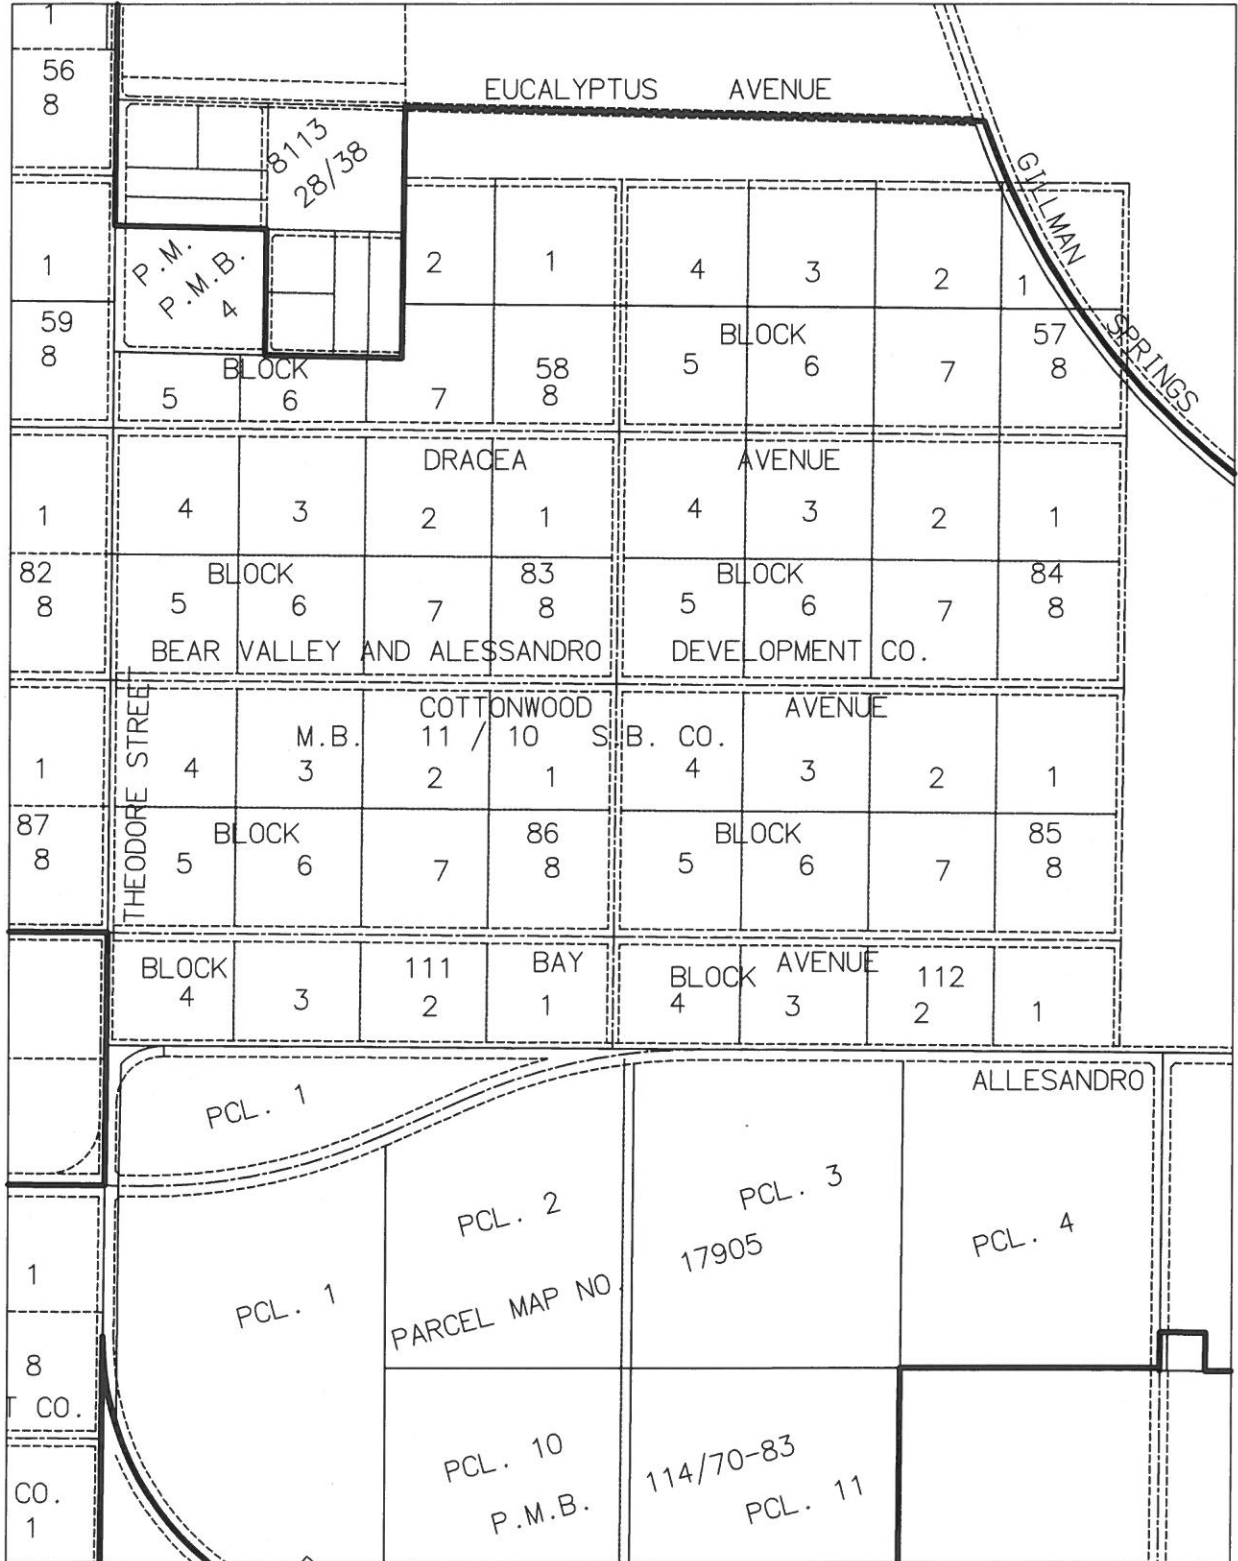 1
56
8
EUCALYPTUS AVENUE
8113
28/38
GILLMAN
SPRINGS
P.M.
P.M.B.
4
1
2 1
4 3 2 1
59
8
BLOCK
5 6 7
58
8
BLOCK
5 6 7
57
8
DRACEA AVENUE
1
4 3 2 1
4 3 2 1
82
8
BLOCK 83
5 6 7 8
BLOCK 84
5 6 7 8
BEAR VALLEY AND ALESSANDRO DEVELOPMENT CO.
THEODORE STREET
COTTONWOOD AVENUE
M.B. 11 / 10 S.B. CO.
1
4 3 2 1
4 3 2 1
87
8
BLOCK 86
5 6 7 8
BLOCK 85
5 6 7 8
BAY AVENUE
BLOCK 111
4 3 2 1
BLOCK 112
4 3 2 1
ALLESANDRO
PCL. 1
PCL. 2
PCL. 3
17905
PCL. 4
1
PCL. 1
PARCEL MAP NO.
8
T CO.
PCL. 10
P.M.B.
114/70-83
PCL. 11
CO.
1